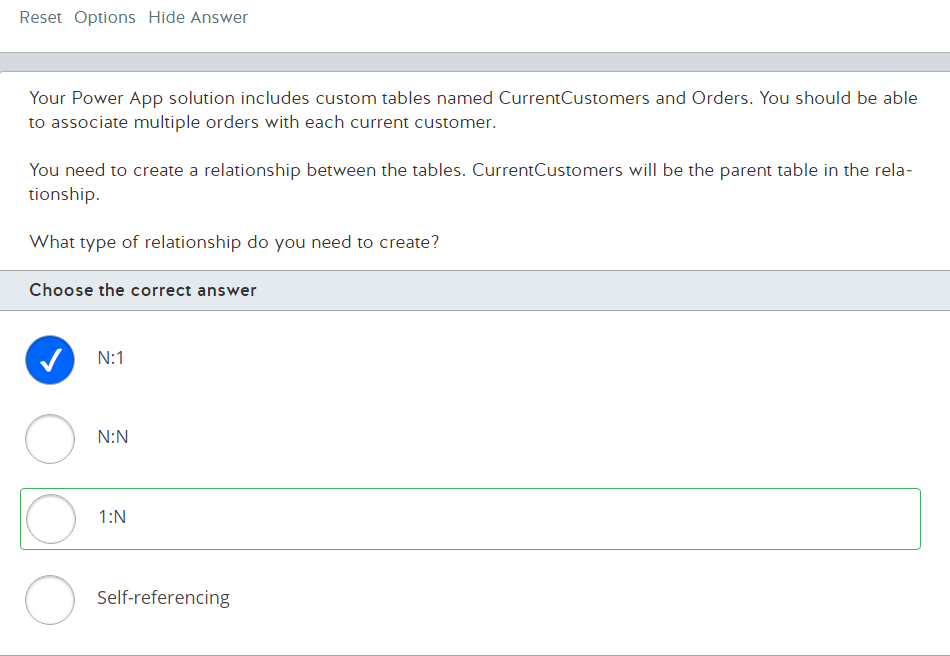 Reset Options Hide Answer
Your Power App solution includes custom tables named CurrentCustomers and Orders. You should be able
to associate multiple orders with each current customer.
You need to create a relationship between the tables. CurrentCustomers will be the parent table in the rela-
tionship.
What type of relationship do you need to create?
Choose the correct answer
N:1
N:N
1:N
Self-referencing